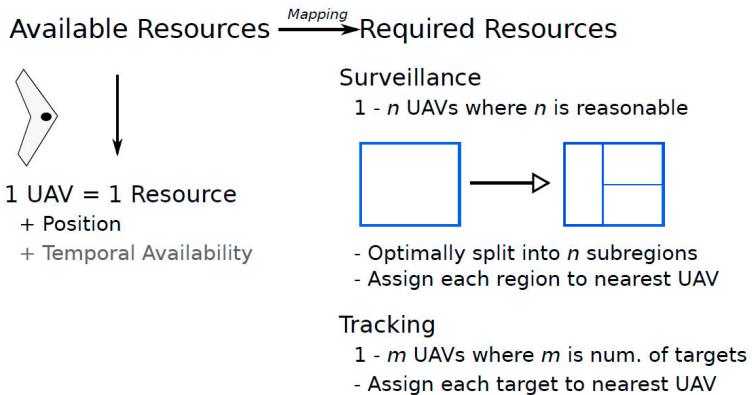 Available Resources
Mapping
Required Resources
Surveillance
1 - n UAVs where n is reasonable
1 UAV = 1 Resource
+ Position
+ Temporal Availability
- Optimally split into n subregions
- Assign each region to nearest UAV
Tracking
1 - m UAVs where m is num. of targets
- Assign each target to nearest UAV